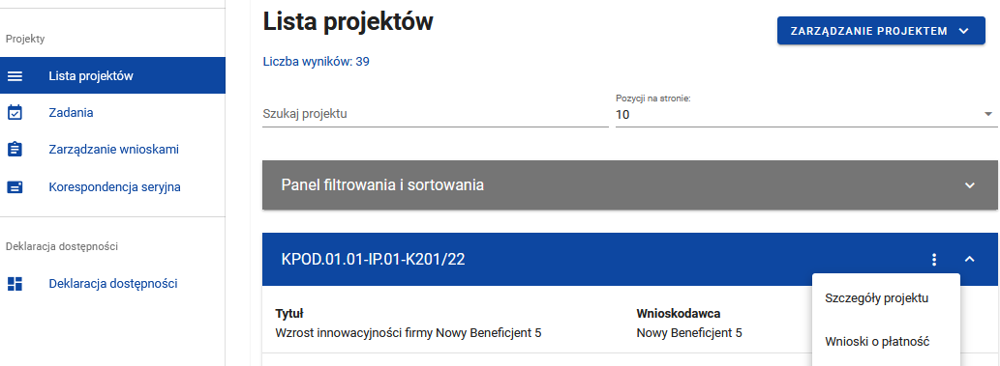 Projekty
Lista projektów
Zadania
Zarządzanie wnioskami
Korespondencja seryjna
Deklaracja dostępności
Deklaracja dostępności
Lista projektów
ZARZĄDZANIE PROJEKTEM
Liczba wyników: 39
Szukaj projektu
Pozycji na stronie:
10
Panel filtrowania i sortowania
KPOD.01.01-IP.01-K201/22
Szczegóły projektu
Wnioski o płatność
Tytuł
Wzrost innowacyjności firmy Nowy Beneficjent 5
Wnioskodawca
Nowy Beneficjent 5